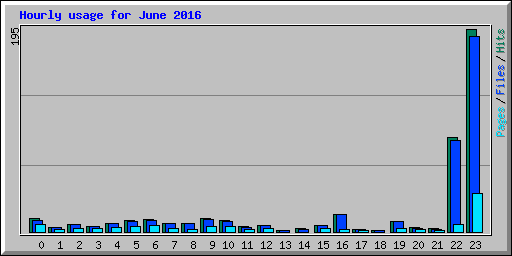 Hourly usage for June 2016
195
Pages/Files/Hits
0 1 2 3 4 5 6 7 8 9 10 11 12 13 14 15 16 17 18 19 20 21 22 23